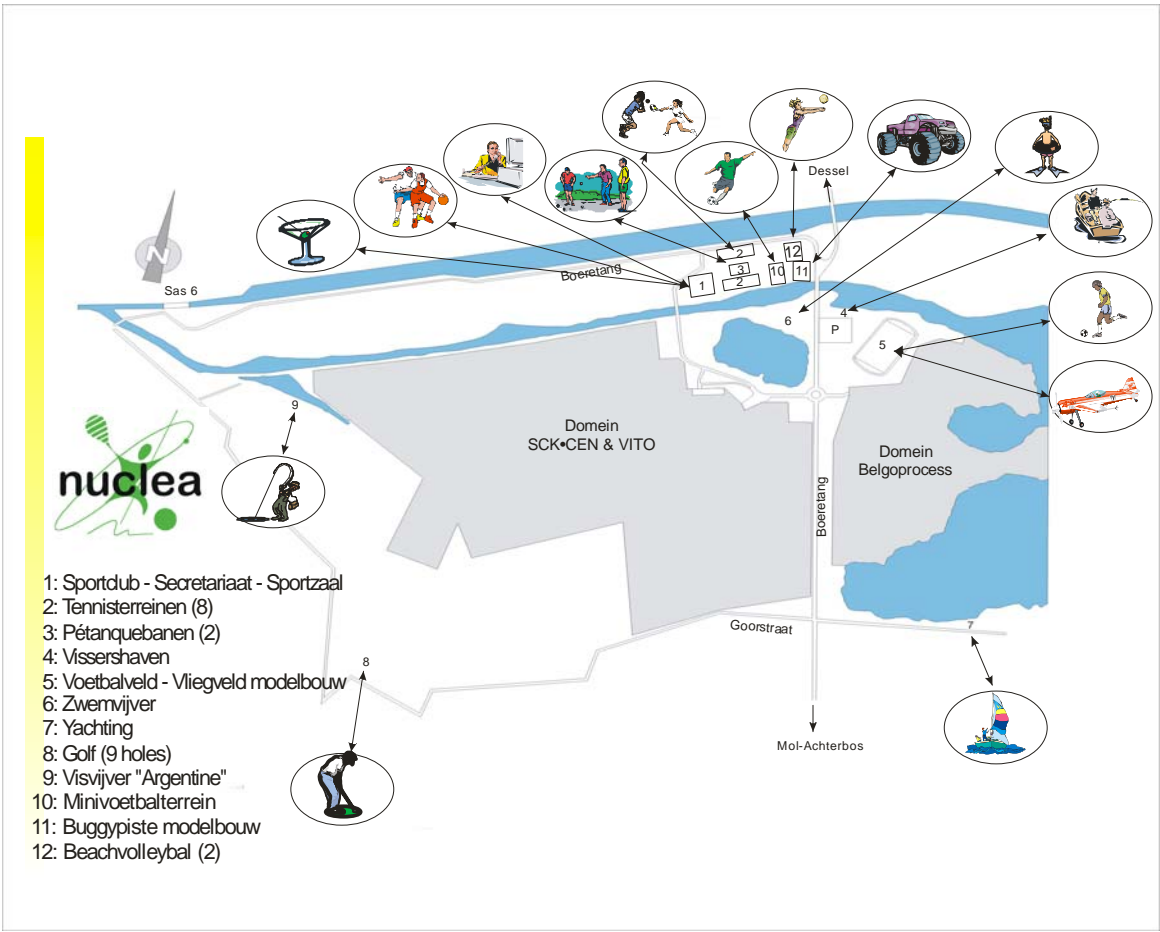 Dessel
N
Sas 6
Boeretang
1
2
3
2
10
12
11
6
4
P
5
9
Domein
SCK•CEN & VITO
Domein
Belgoprocess
Boeretang
nuclea
Goorstraat
7
8
Mol-Achterbos
1: Sportclub - Secretariaat - Sportzaal
2: Tennisterreinen (8)
3: Pétanquebanen (2)
4: Vissershaven
5: Voetbalveld - Vliegveld modelbouw
6: Zwemvijver
7: Yachting
8: Golf (9 holes)
9: Visvijver "Argentine"
10: Minivoetbalterrein
11: Buggypiste modelbouw
12: Beachvolleybal (2)